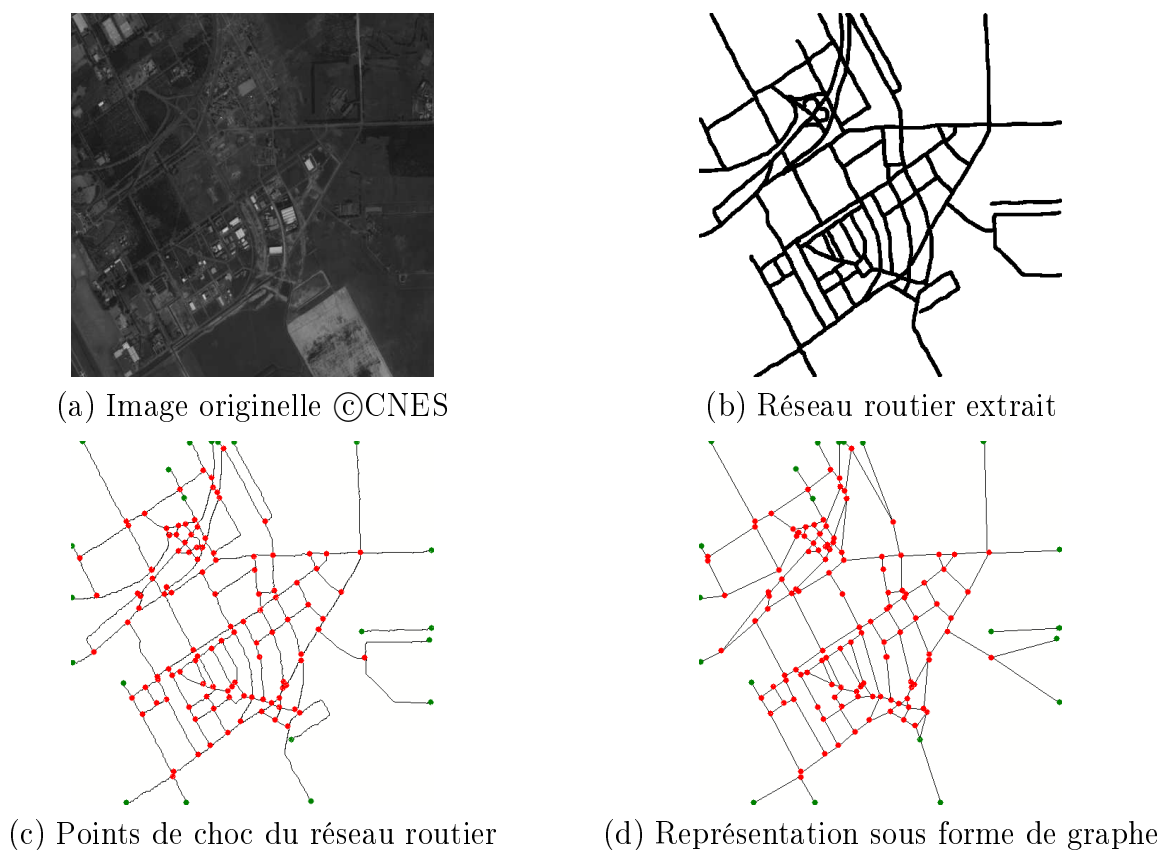 (a) Image originelle ©CNES
(b) Réseau routier extrait
(c) Points de choc du réseau routier
(d) Représentation sous forme de graphe